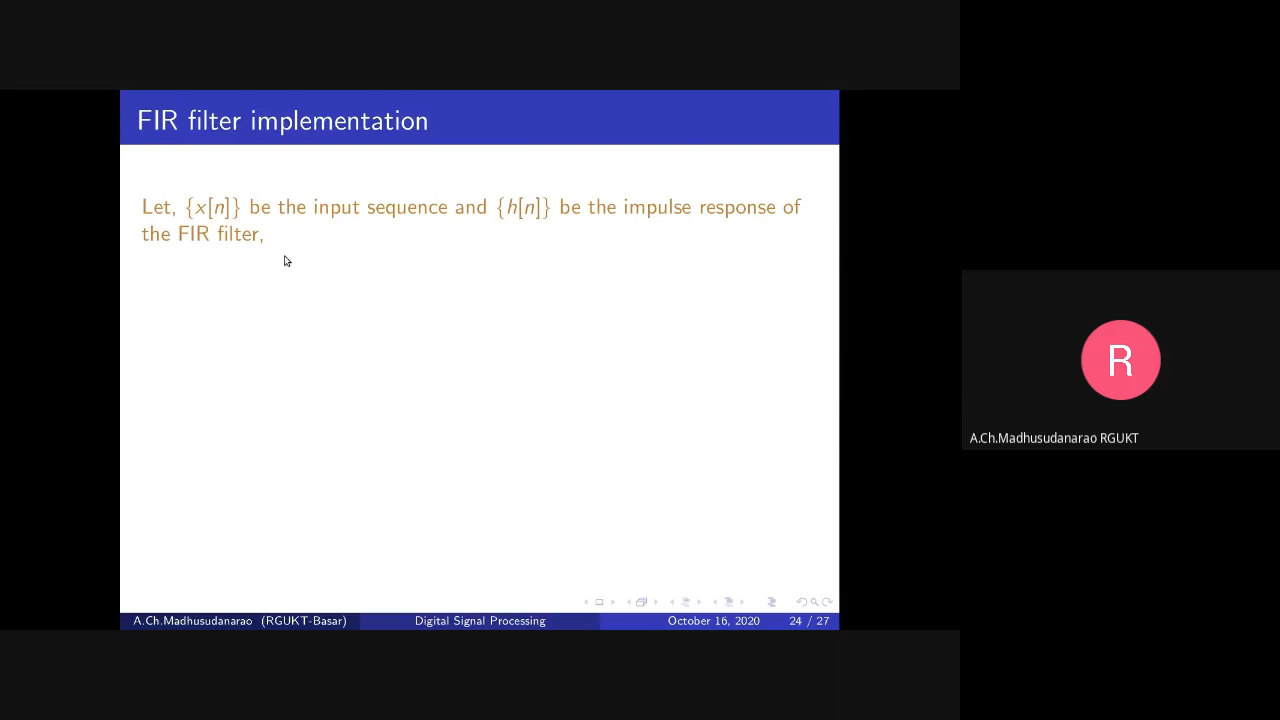 FIR filter implementation
Let, {x[n]} be the input sequence and {h[n]} be the impulse response of
the FIR filter,
R
A.Ch.Madhusudanarao RGUKT
A.Ch.Madhusudanarao (RGUKT-Basar) Digital Signal Processing October 16, 2020 24 / 27